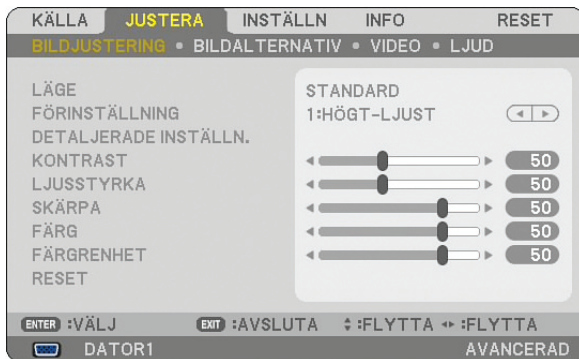 KÄLLA JUSTERA INSTÄLLN INFO RESET
BILDJUSTERING • BILDALTERNATIV • VIDEO • LJUD
LÄGE STANDARD
FÖRINSTÄLLNING 1:HÖGT-LJUST
DETALJERADE INSTÄLLN.
KONTRAST 50
LJUSSTYRKA 50
SKÄRPA 50
FÄRG 50
FÄRGRENHET 50
RESET
ENTER :VÄLJ EXIT :AVSLUTA :FLYTTA :FLYTTA
DATOR1 AVANCERAD